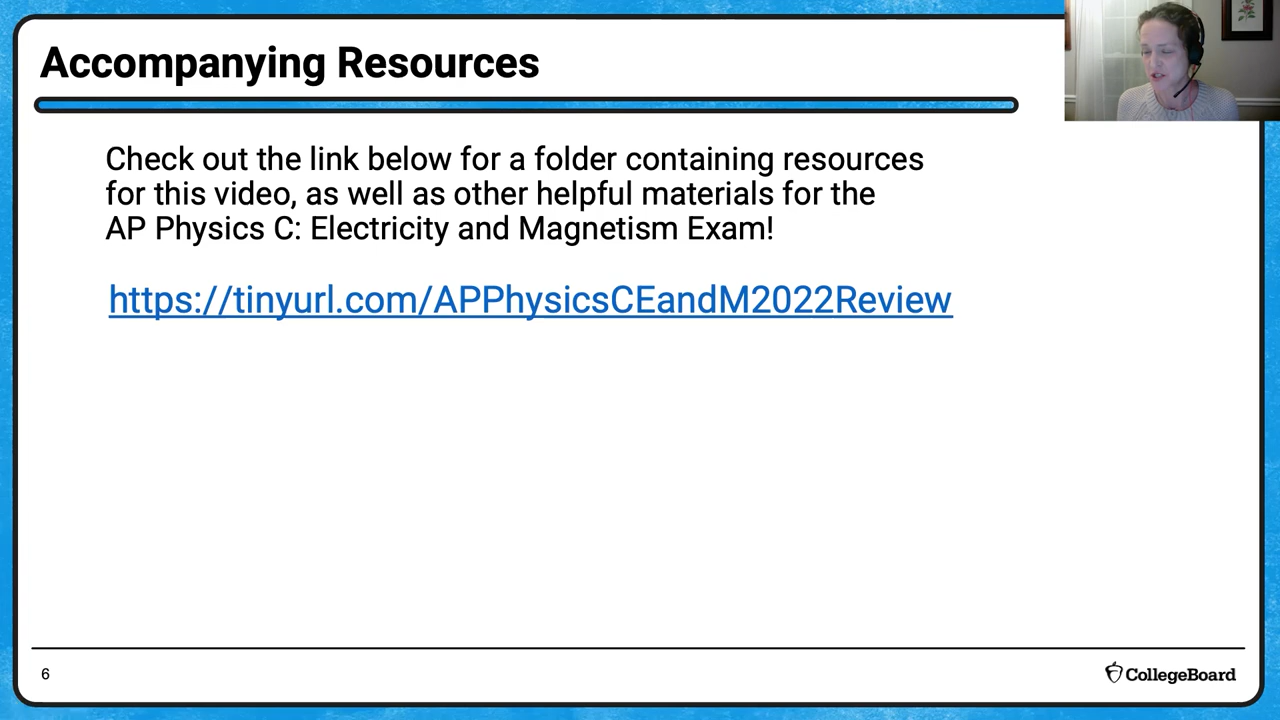 Accompanying Resources
Check out the link below for a folder containing resources
for this video, as well as other helpful materials for the
AP Physics C: Electricity and Magnetism Exam!
https://tinyurl.com/APPhysicsCEandM2022Review
6
CollegeBoard